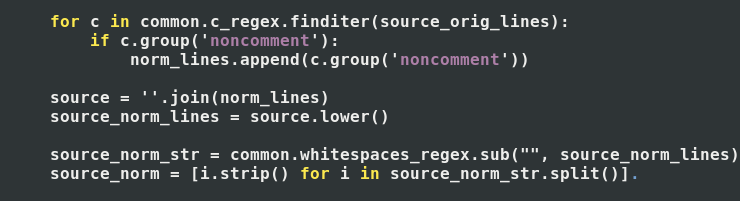 for c in common.c_regex.finditer(source_orig_lines):
if c.group('noncomment'):
norm_lines.append(c.group('noncomment'))
source = ''.join(norm_lines)
source_norm_lines = source.lower()
source_norm_str = common.whitespaces_regex.sub("", source_norm_lines)
source_norm = [i.strip() for i in source_norm_str.split()].